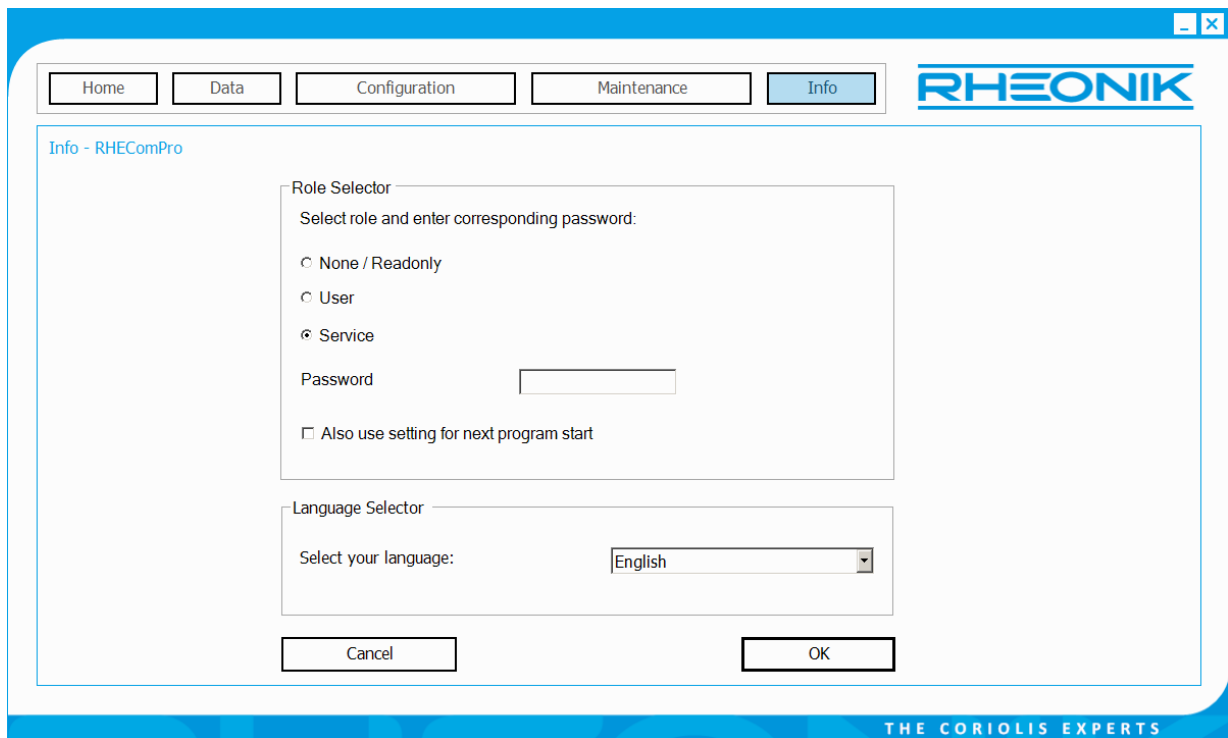 Home Data Configuration Maintenance Info RHEONIK
Info - RHEComPro
Role Selector
Select role and enter corresponding password:
None / Readonly
User
Service
Password
Also use setting for next program start
Language Selector
Select your language: English
Cancel OK
THE CORIOLIS EXPERTS